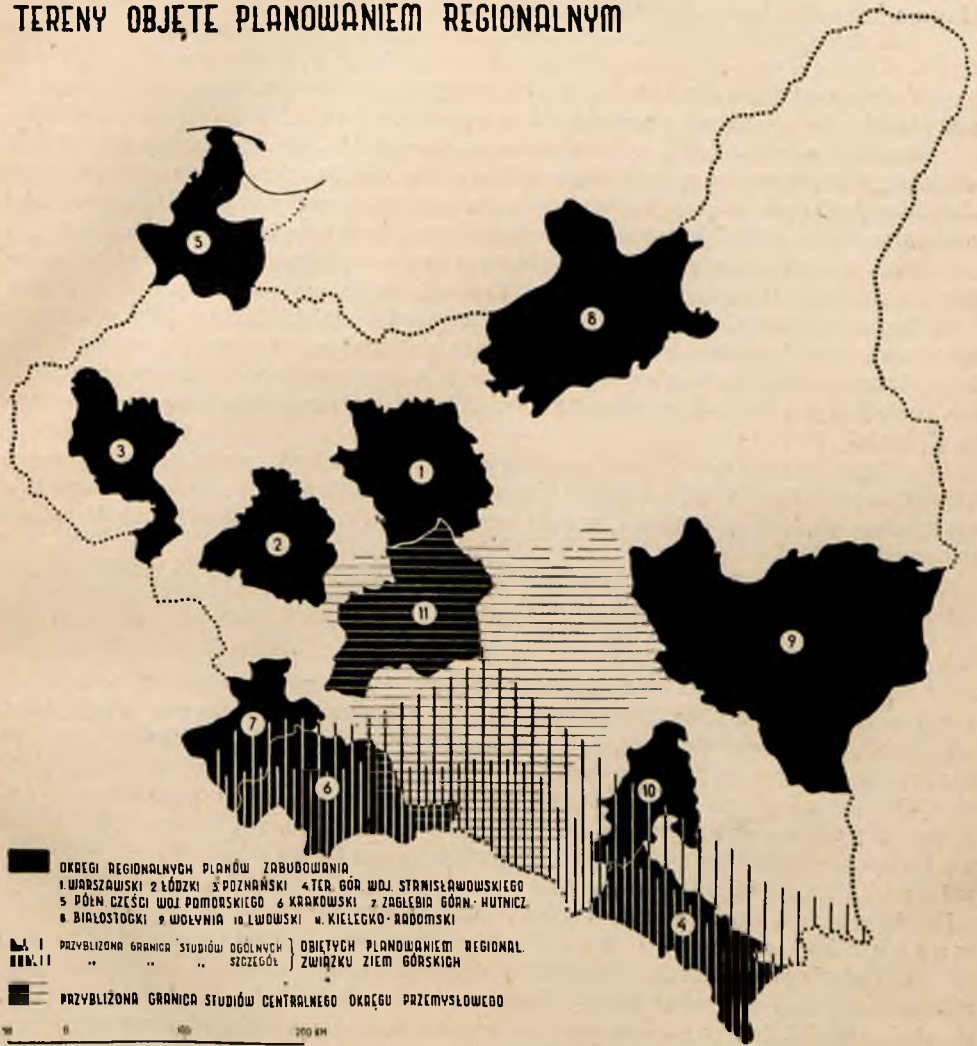 TERENY OBJĘTE PLANOWANIEM REGIONALNYM
5
8
3
1
2
11
9
7
6
10
4
OKRĘGI REGIONALNYCH PLANÓW ZABUDOWANIA
1. WARSZAWSKI 2 ŁÓDZKI 3 POZNAŃSKI 4 TER. GÓR WOJ. STANISŁAWOWSKIEGO
5 PÓŁN. CZĘŚCI WOJ. POMORSKIEGO 6 KRAKOWSKI 7 ZAGŁĘBIA GÓRN.-HUTNICZ.
8. BIAŁOSTOCKI 9 WOŁYNIA 10 LWOWSKI 11. KIELECKO-RADOMSKI
PRZYBLIŻONA GRANICA STUDIÓW OGÓLNYCH } OBJĘTYCH PLANOWANIEM REGIONAL.
" " " SZCZEGÓŁ } ZWIĄZKU ZIEM GÓRSKICH
PRZYBLIŻONA GRANICA STUDIÓW CENTRALNEGO OKRĘGU PRZEMYSŁOWEGO
0 100 200 KM